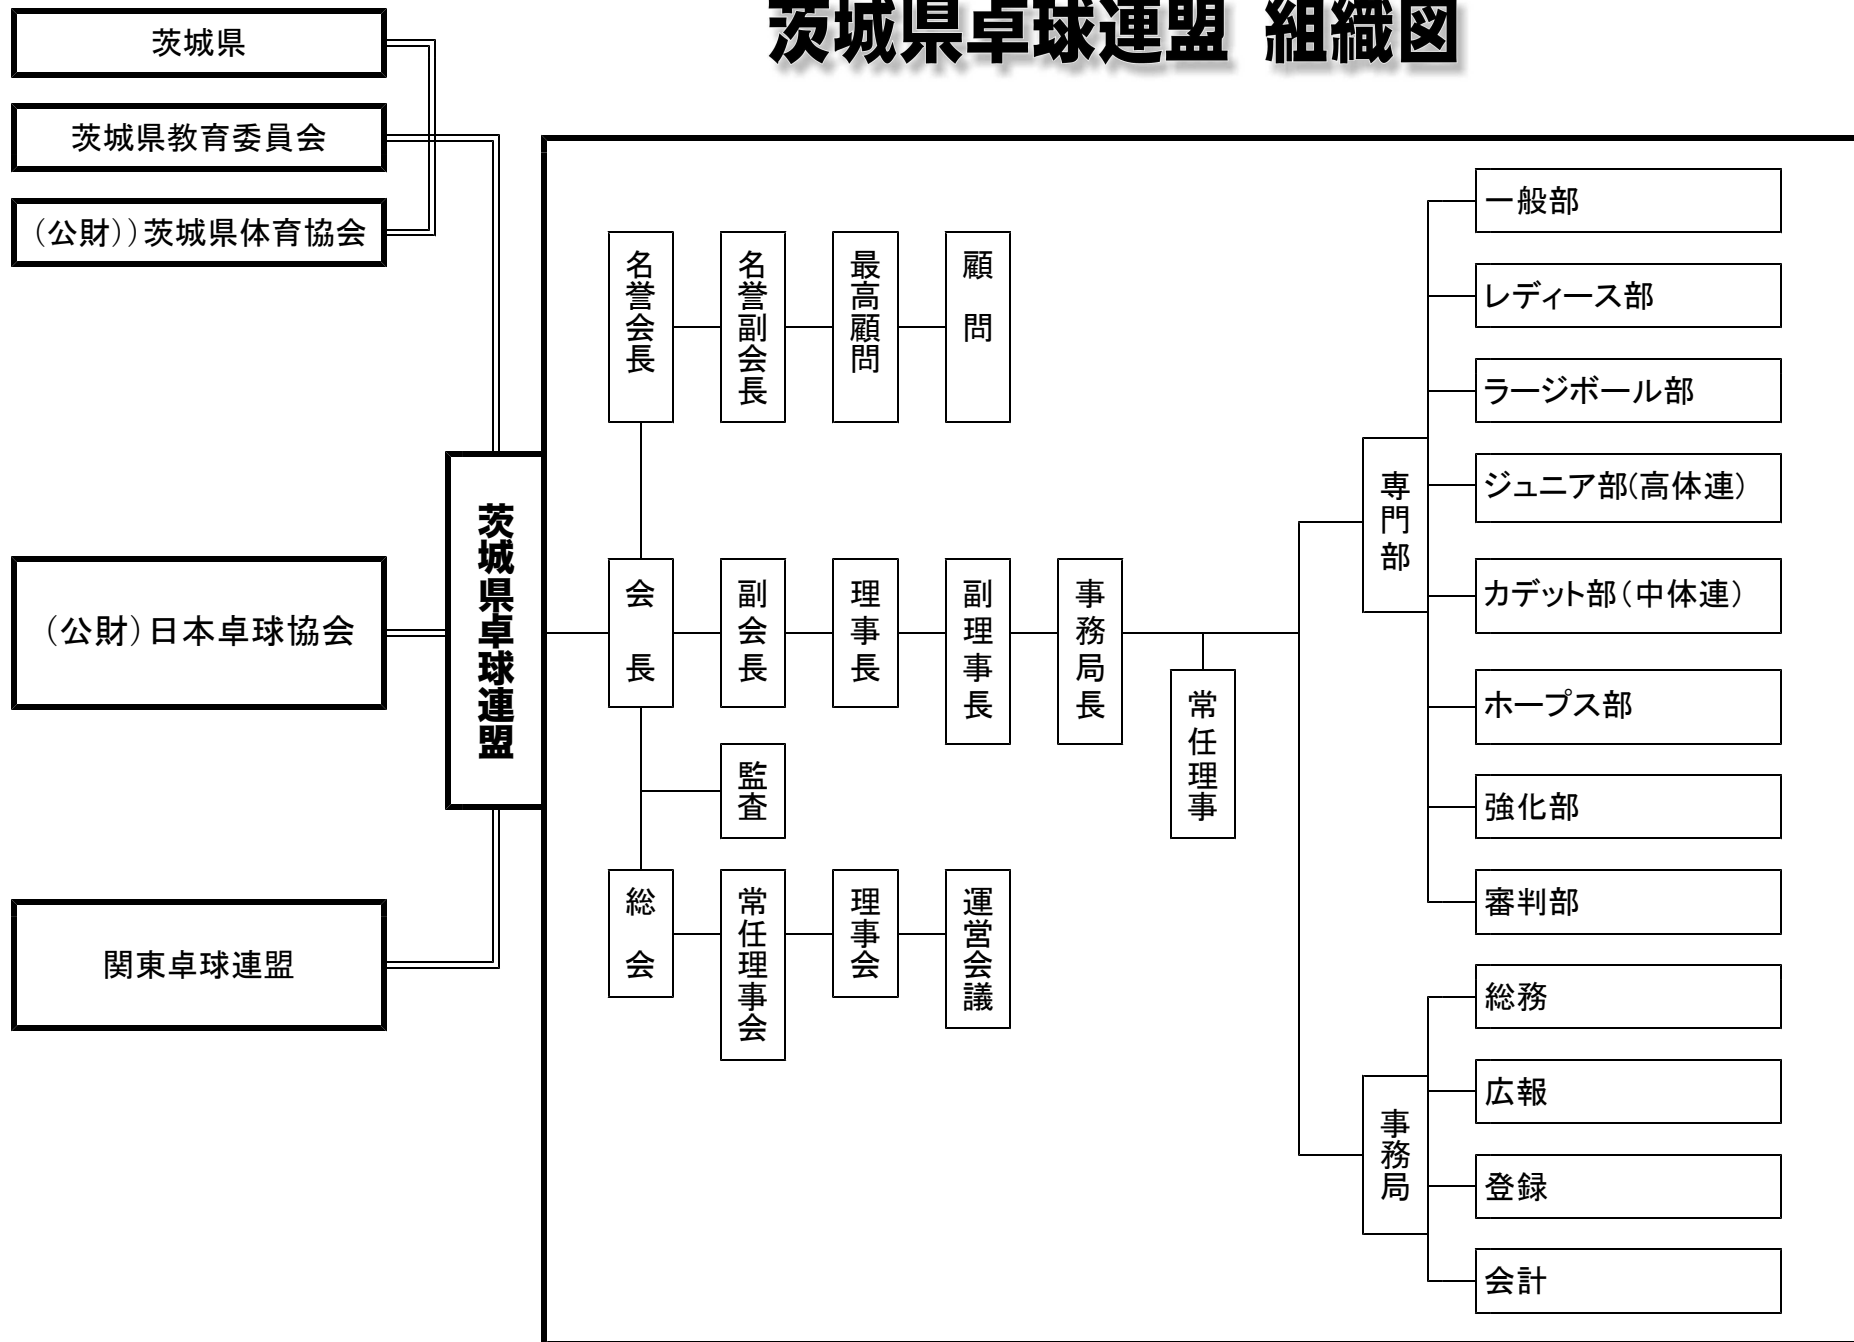 茨城県卓球連盟 組織図
茨城県
茨城県教育委員会
（公財））茨城県体育協会
（公財）日本卓球協会
関東卓球連盟
茨城県卓球連盟
名誉会長
名誉副会長
最高顧問
顧 問
会 長
副会長
理事長
副理事長
事務局長
常任理事
監査
総 会
常任理事会
理事会
運営会議
専門部
一般部
レディース部
ラージボール部
ジュニア部(高体連）
カデット部（中体連）
ホープス部
強化部
審判部
事務局
総務
広報
登録
会計